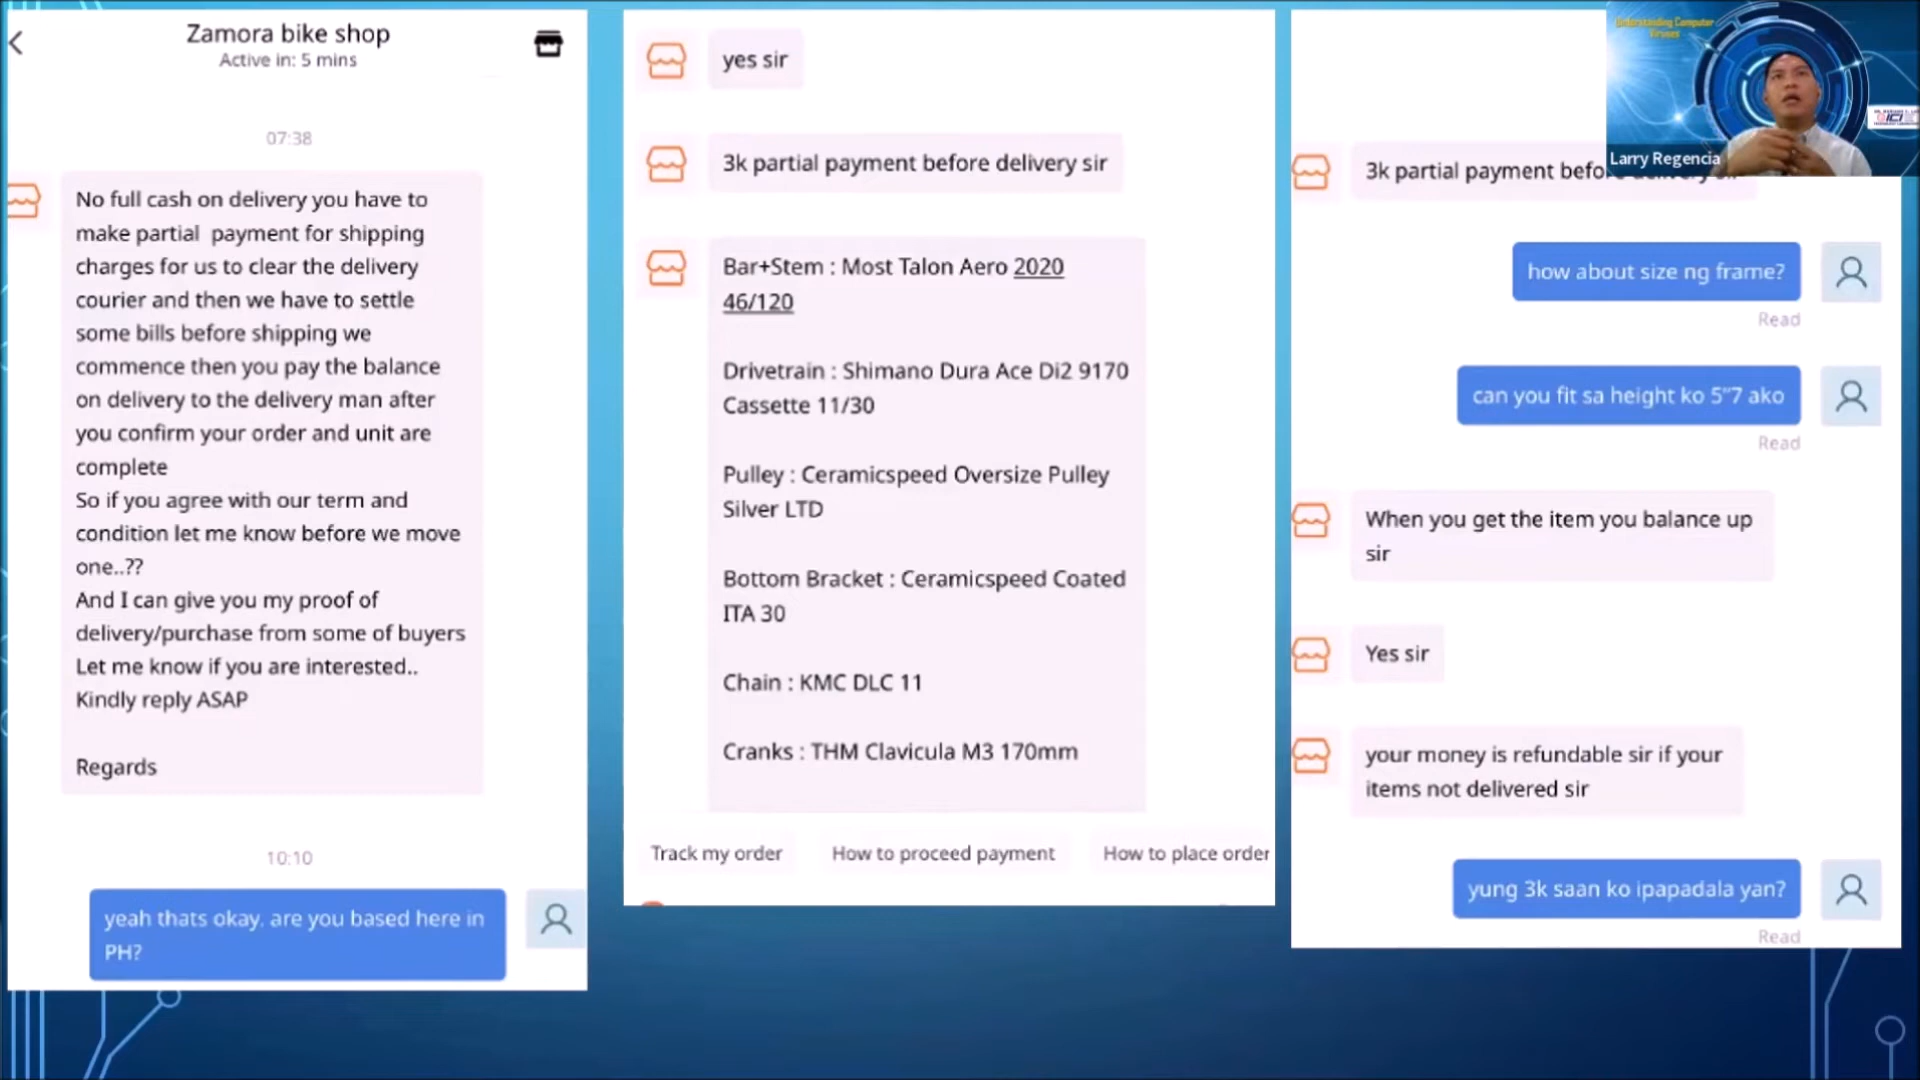 Zamora bike shop
Active in: 5 mins
07:38
No full cash on delivery you have to
make partial payment for shipping
charges for us to clear the delivery
courier and then we have to settle
some bills before shipping we
commence then you pay the balance
on delivery to the delivery man after
you confirm your order and unit are
complete
So if you agree with our term and
condition let me know before we move
one..??
And I can give you my proof of
delivery/purchase from some of buyers
Let me know if you are interested..
Kindly reply ASAP
Regards
10:10
yeah thats okay. are you based here in
PH?
yes sir
3k partial payment before delivery sir
Bar+Stem : Most Talon Aero 2020
46/120
Drivetrain : Shimano Dura Ace Di2 9170
Cassette 11/30
Pulley : Ceramicspeed Oversize Pulley
Silver LTD
Bottom Bracket : Ceramicspeed Coated
ITA 30
Chain : KMC DLC 11
Cranks : THM Clavicula M3 170mm
Track my order
How to proceed payment
How to place order
Understanding Computer
Viruses
Larry Regencia
3k partial payment before delivery sir
how about size ng frame?
Read
can you fit sa height ko 5"7 ako
Read
When you get the item you balance up
sir
Yes sir
your money is refundable sir if your
items not delivered sir
yung 3k saan ko ipapadala yan?
Read